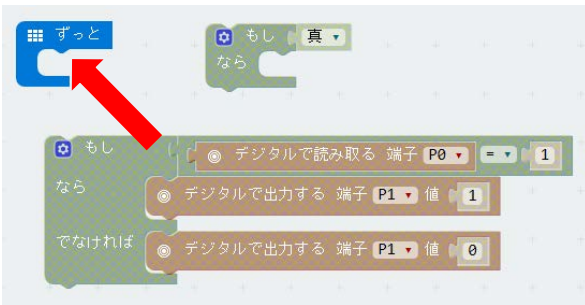 ずっと
もし 真
なら
もし デジタルで読み取る 端子 P0 = 1
なら デジタルで出力する 端子 P1 値 1
でなければ デジタルで出力する 端子 P1 値 0